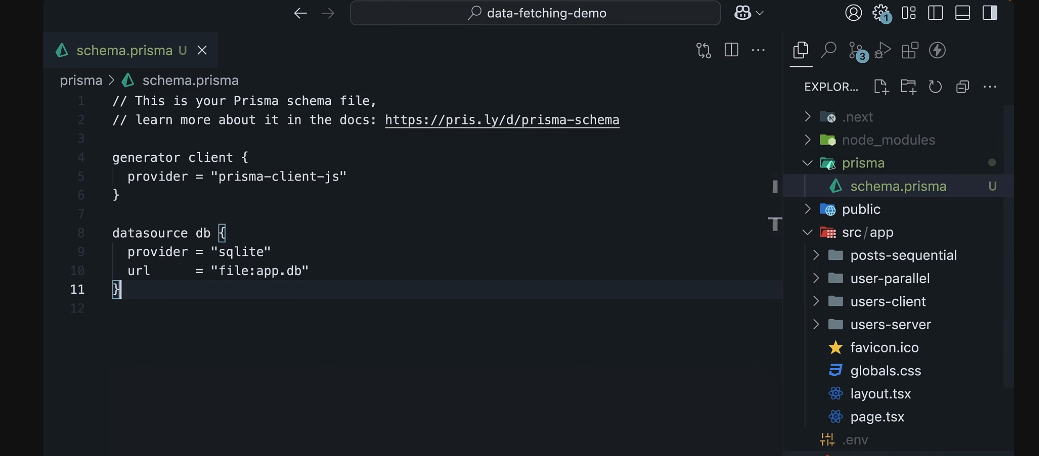 data-fetching-demo
1
schema.prisma U
prisma > schema.prisma
3
EXPLOR...
1 // This is your Prisma schema file,
2 // learn more about it in the docs: https://pris.ly/d/prisma-schema
3
4 generator client {
5 provider = "prisma-client-js"
6 }
7
8 datasource db {
9 provider = "sqlite"
10 url      = "file:app.db"
11 }
12
.next
node_modules
prisma
schema.prisma U
public
src/app
posts-sequential
user-parallel
users-client
users-server
favicon.ico
globals.css
layout.tsx
page.tsx
.env